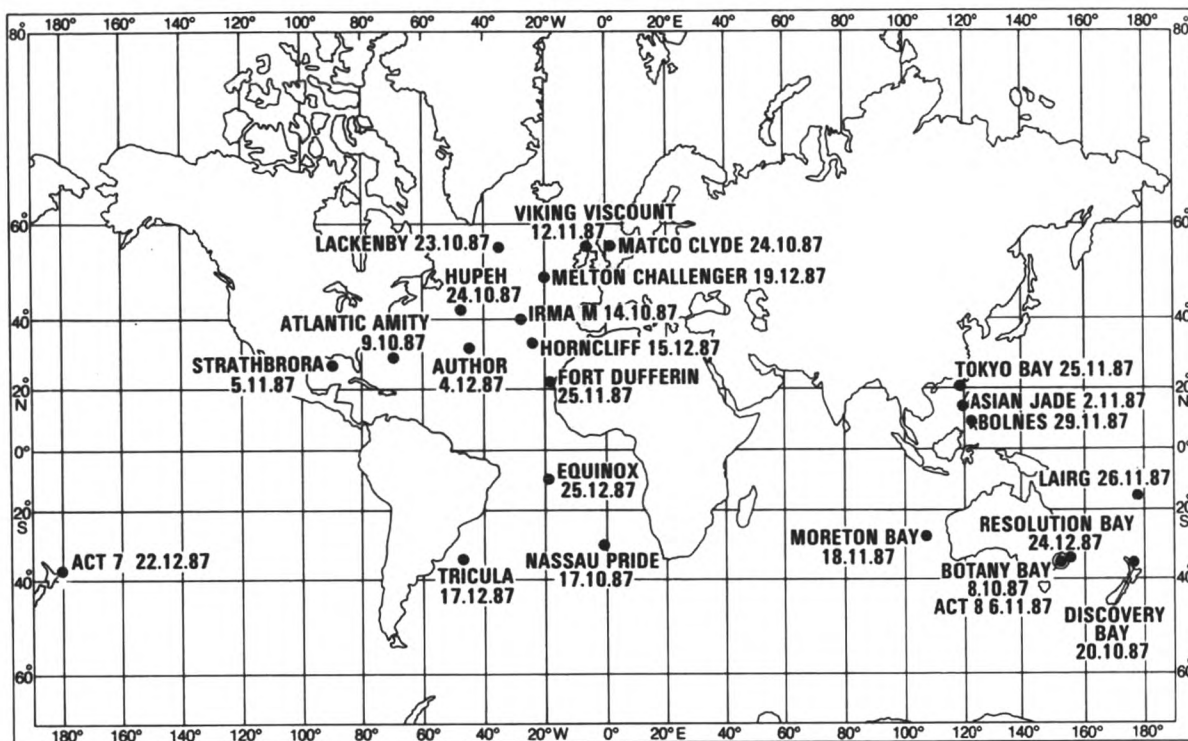 180° 160° 140° 120° 100° 80° 60° 40° 20°W 0° 20°E 40° 60° 80° 100° 120° 140° 160° 180°
80° 80°
60° 60°
VIKING VISCOUNT
12.11.87
LACKENBY 23.10.87
MATCO CLYDE 24.10.87
HUPEH
24.10.87
MELTON CHALLENGER 19.12.87
40° 40°
IRMA M 14.10.87
ATLANTIC AMITY
9.10.87
HORNCLIFF 15.12.87
STRATHBRORA
5.11.87
AUTHOR
4.12.87
FORT DUFFERIN
25.11.87
TOKYO BAY 25.11.87
20° 20°
N N
ASIAN JADE 2.11.87
BOLNES 29.11.87
0° 0° 0° 0°
EQUINOX
25.12.87
LAIRG 26.11.87
20° 20°
S S
MORETON BAY
18.11.87
RESOLUTION BAY
24.12.87
ACT 7 22.12.87
NASSAU PRIDE
17.10.87
TRICULA
17.12.87
BOTANY BAY
8.10.87
ACT 8 6.11.87
40° 40°
DISCOVERY
BAY
20.10.87
60° 60°
180° 160° 140° 120° 100° 80° 60° 40° 20°W 0° 20°E 40° 60° 80° 100° 120° 140° 160° 180°